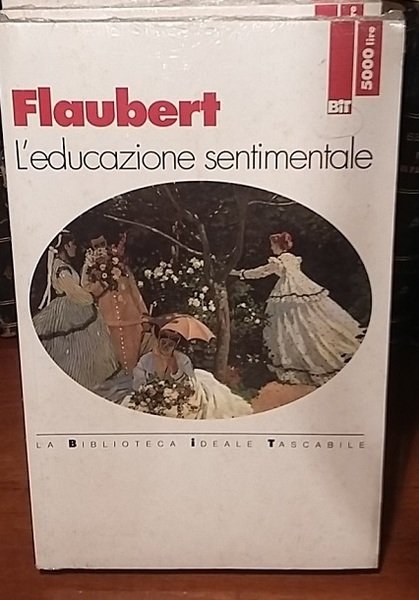 5000 lire
BiT
Flaubert
L'educazione sentimentale
LA BIBLIOTECA IDEALE TASCABILE